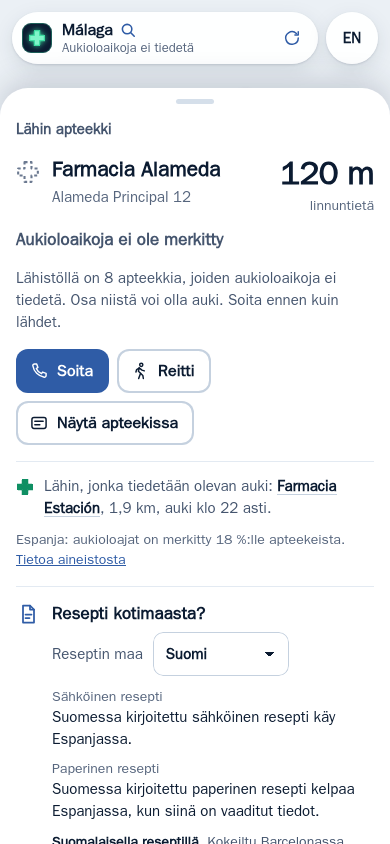 Málaga
Aukioloaikoja ei tiedetä
EN
Lähin apteekki
Farmacia Alameda
120 m
Alameda Principal 12
linnuntietä
Aukioloaikoja ei ole merkitty
Lähistöllä on 8 apteekkia, joiden aukioloaikoja ei
tiedetä. Osa niistä voi olla auki. Soita ennen kuin
lähdet.
Soita
Reitti
Näytä apteekissa
Lähin, jonka tiedetään olevan auki: Farmacia
Estación, 1,9 km, auki klo 22 asti.
Espanja: aukioloajat on merkitty 18 %:lle apteekeista.
Tietoa aineistosta
Resepti kotimaasta?
Reseptin maa
Suomi
Sähköinen resepti
Suomessa kirjoitettu sähköinen resepti käy
Espanjassa.
Paperinen resepti
Suomessa kirjoitettu paperinen resepti kelpaa
Espanjassa, kun siinä on vaaditut tiedot.
Suomalaisella reseptillä. Kokeiltu Barcelonassa